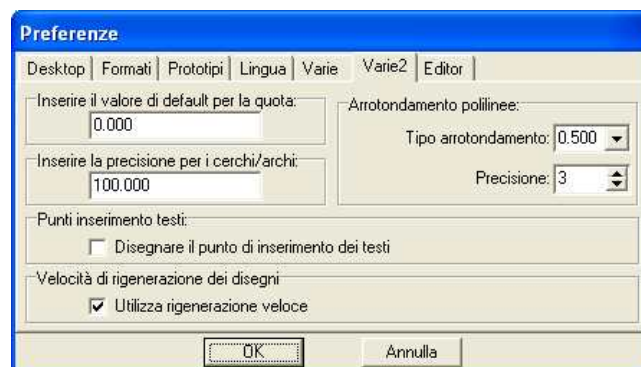 Preferenze
Desktop Formati Prototipi Lingua Varie Varie2 Editor
Inserire il valore di default per la quota:
0.000
Inserire la precisione per i cerchi/archi:
100.000
Arrotondamento polilinee:
Tipo arrotondamento: 0.500
Precisione: 3
Punti inserimento testi:
Disegnare il punto di inserimento dei testi
Velocità di rigenerazione dei disegni
Utilizza rigenerazione veloce
OK Annulla